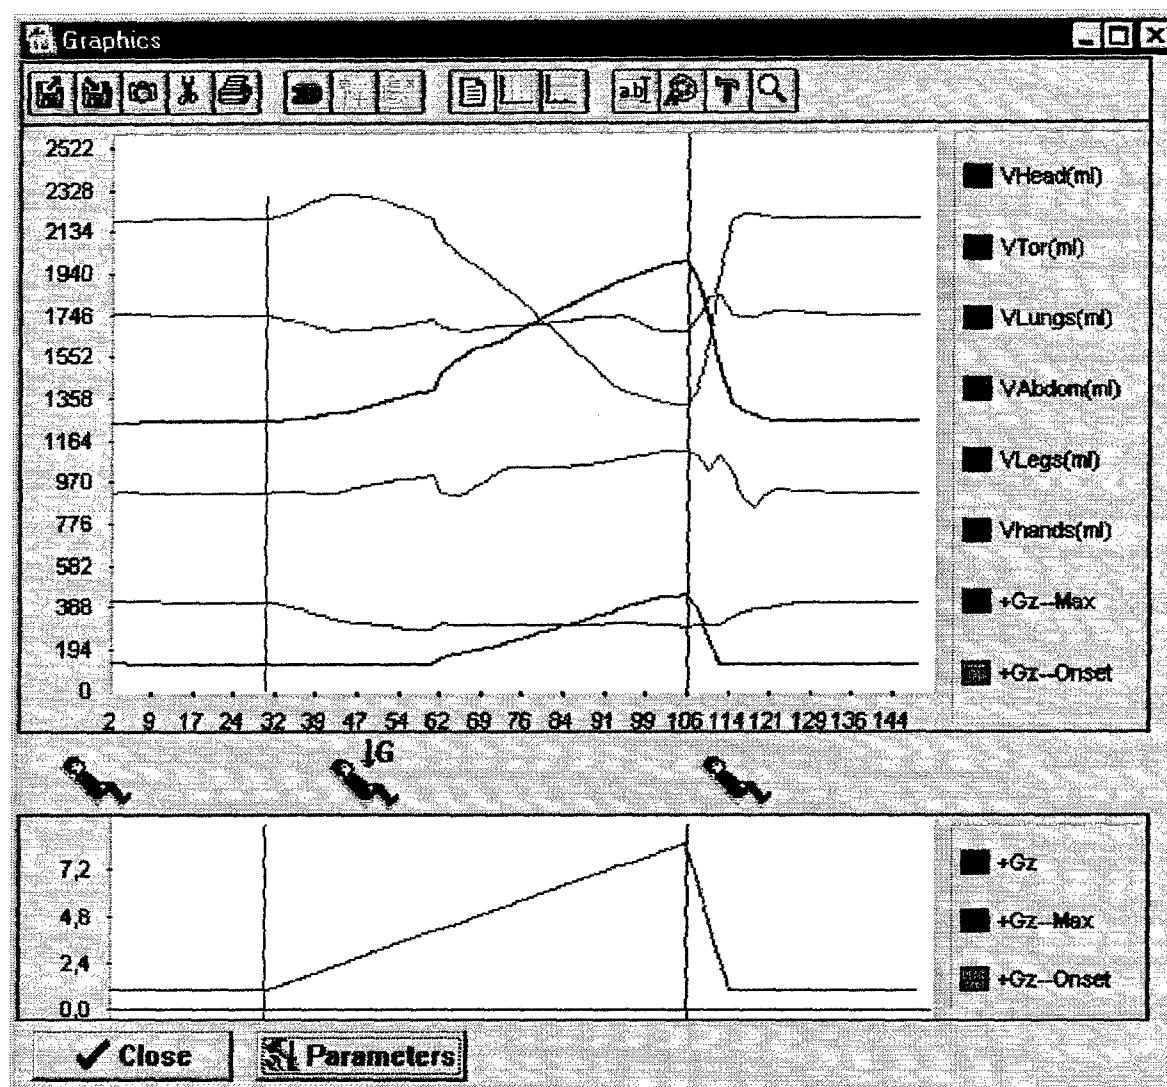 Graphics
ab
2522
2328
2134
1940
1746
1552
1358
1164
970
776
582
388
194
0
2 9 17 24 32 39 47 54 62 69 76 84 91 99 106 114 121 129 136 144
VHead(ml)
VTor(ml)
VLungs(ml)
VAbdom(ml)
VLegs(ml)
Vhands(ml)
+Gz--Max
+Gz--Onset
G
7,2
4,8
2,4
0,0
+Gz
+Gz--Max
+Gz--Onset
Close
Parameters